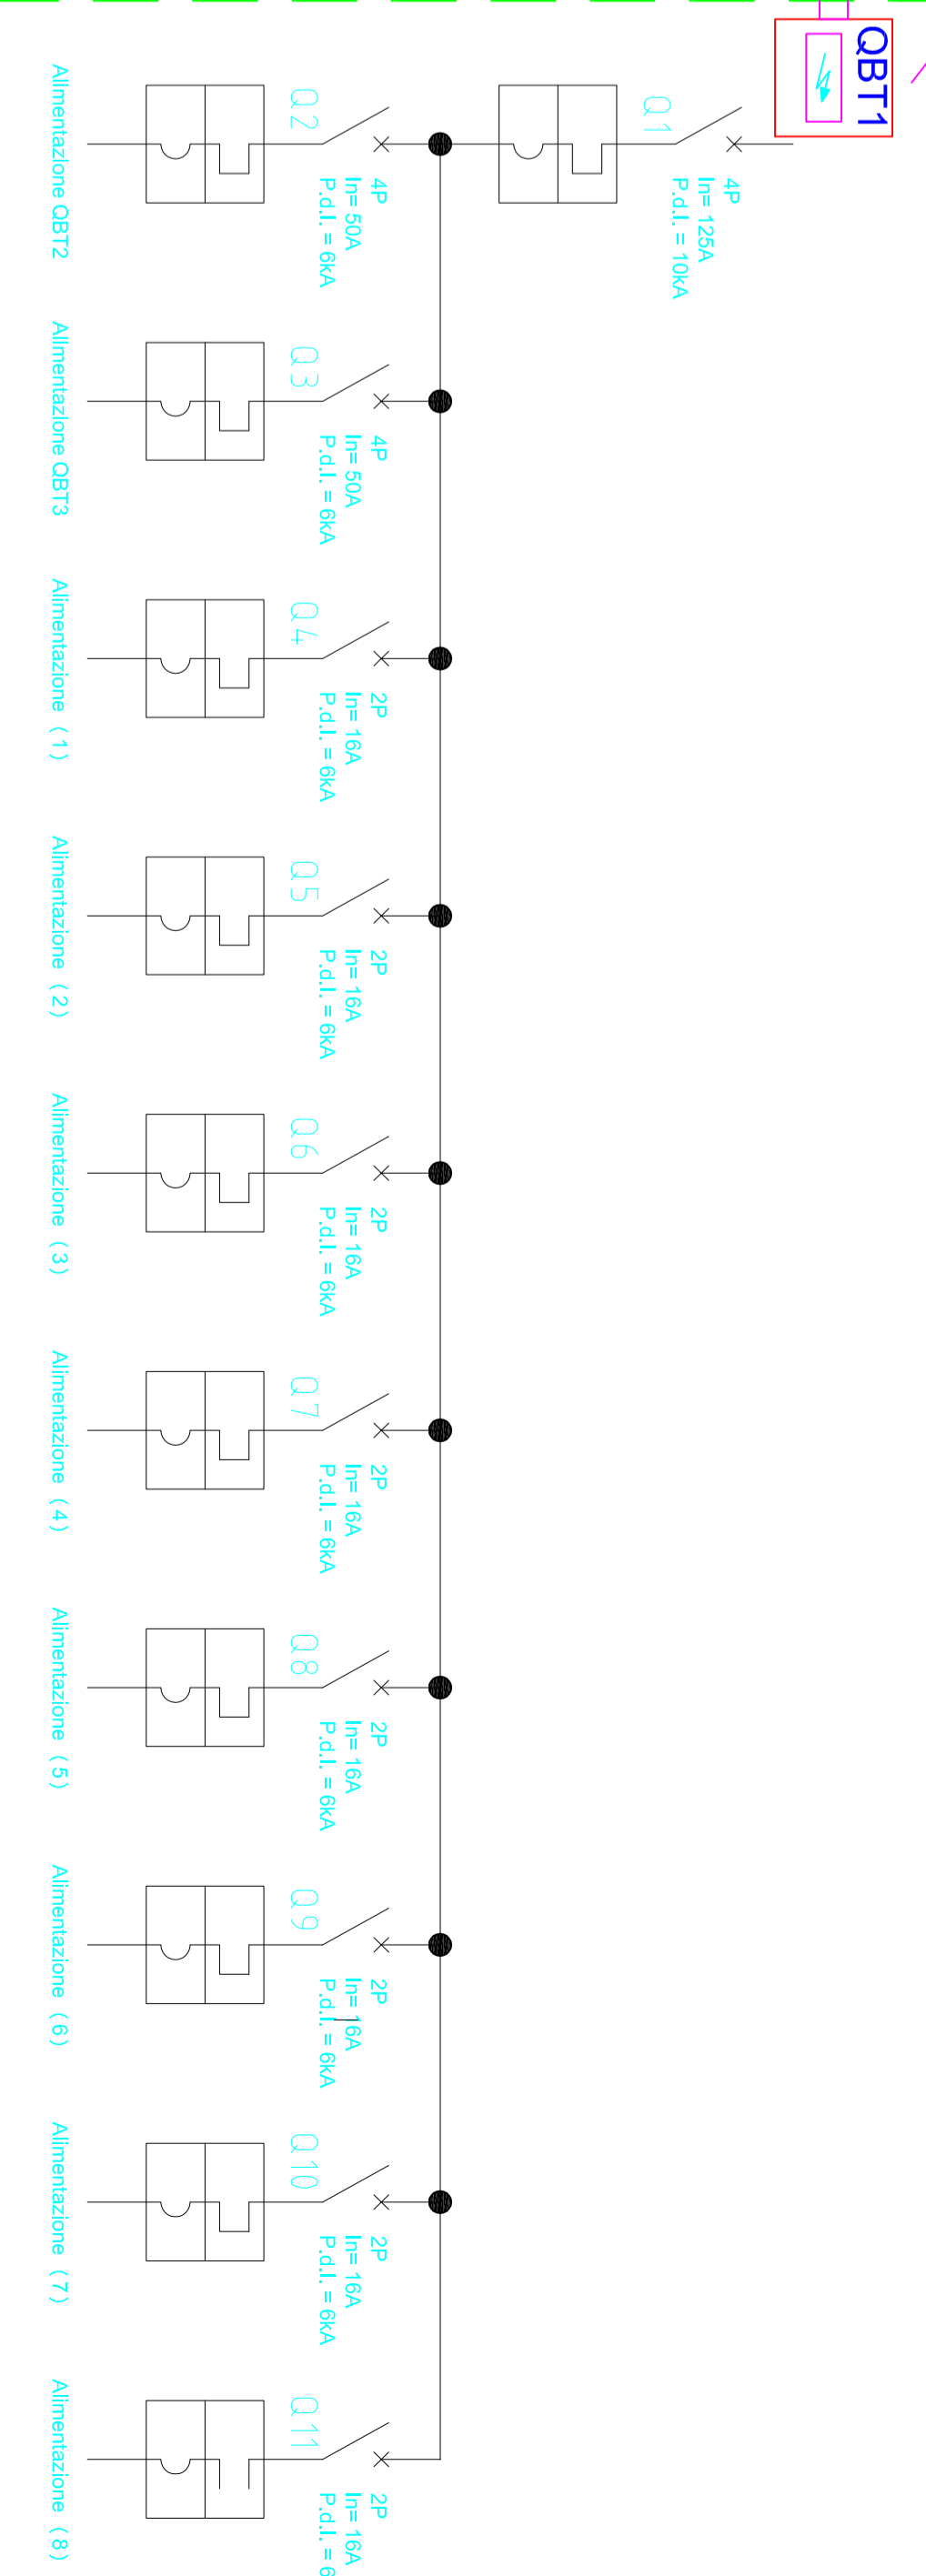 QBT1
Q1
4P
In= 125A
P.d.I. = 10kA
Q2
4P
In= 50A
P.d.I. = 6kA
Alimentazione QBT2
Q3
4P
In= 50A
P.d.I. = 6kA
Alimentazione QBT3
Q4
2P
In= 16A
P.d.I. = 6kA
Alimentazione (1)
Q5
2P
In= 16A
P.d.I. = 6kA
Alimentazione (2)
Q6
2P
In= 16A
P.d.I. = 6kA
Alimentazione (3)
Q7
2P
In= 16A
P.d.I. = 6kA
Alimentazione (4)
Q8
2P
In= 16A
P.d.I. = 6kA
Alimentazione (5)
Q9
2P
In= 16A
P.d.I. = 6kA
Alimentazione (6)
Q10
2P
In= 16A
P.d.I. = 6kA
Alimentazione (7)
Q11
2P
In= 16A
P.d.I. = 6
Alimentazione (8)